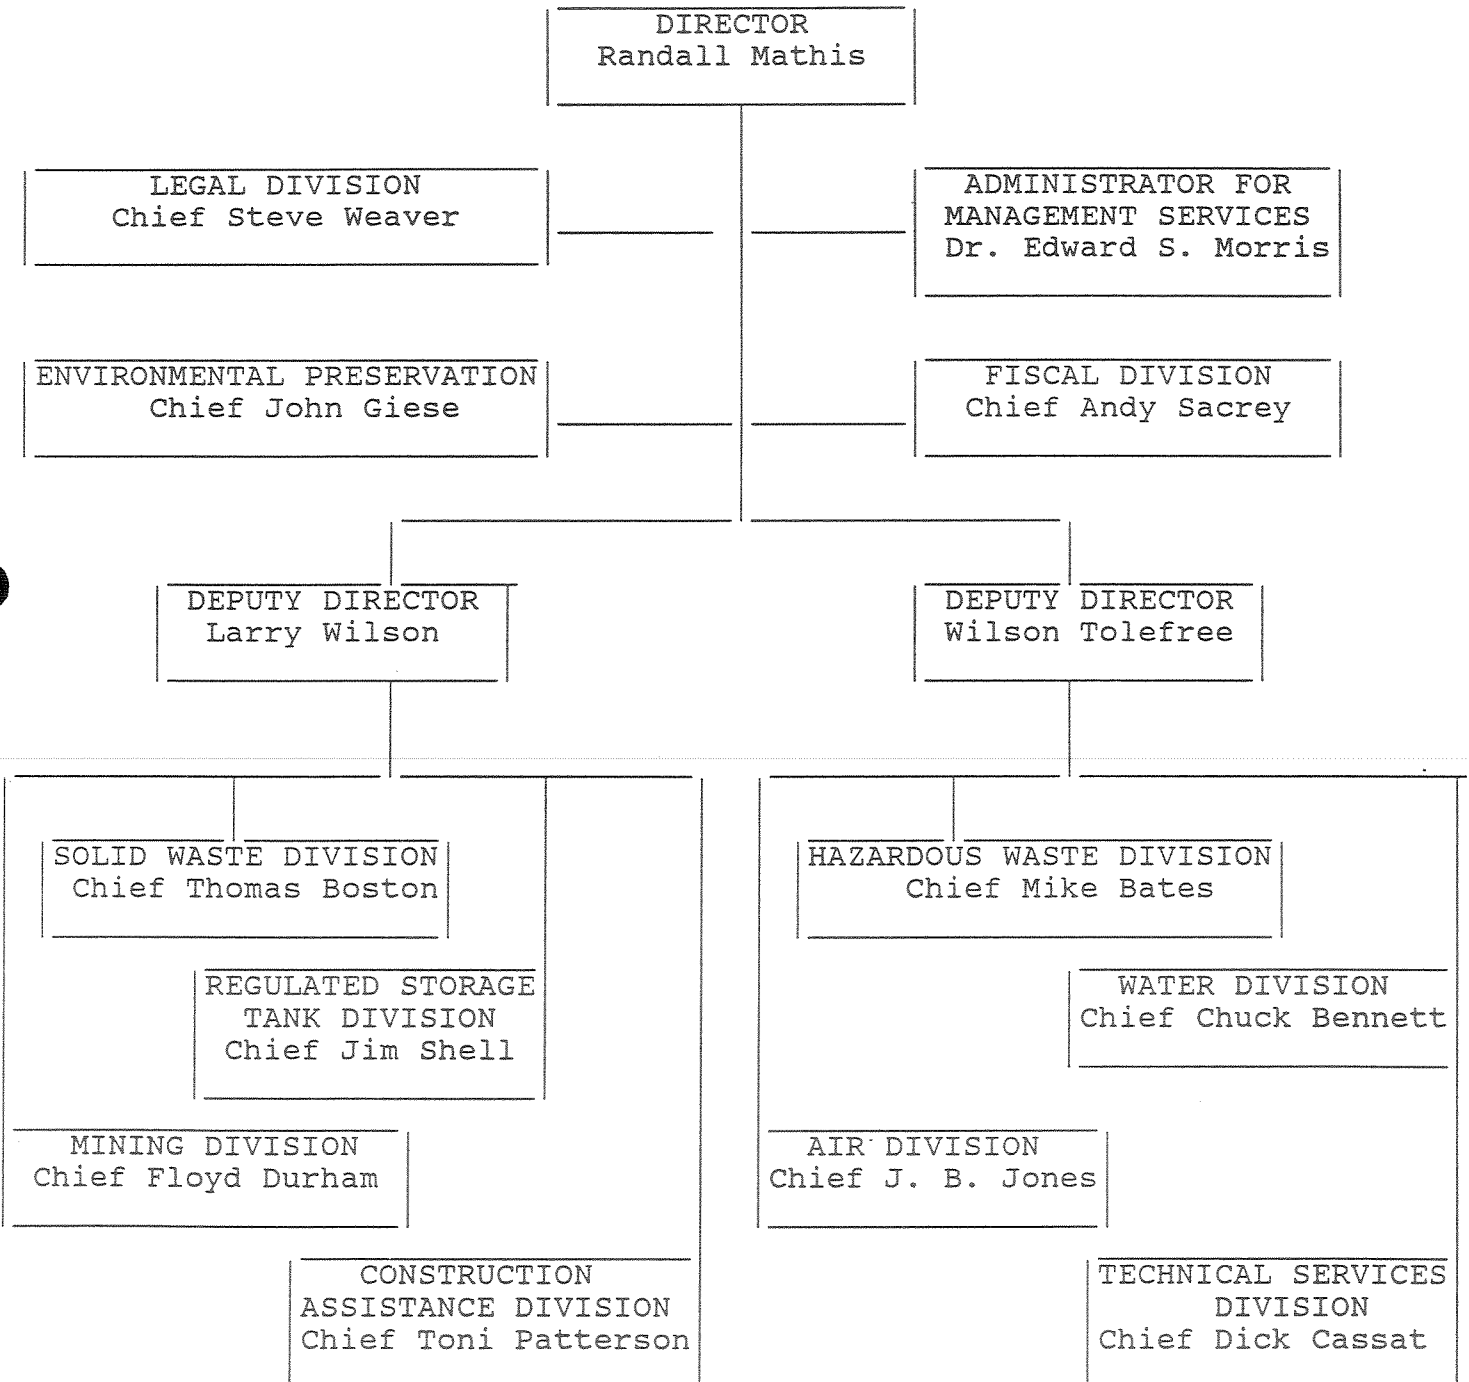 DIRECTOR
Randall Mathis
LEGAL DIVISION
Chief Steve Weaver
ADMINISTRATOR FOR
MANAGEMENT SERVICES
Dr. Edward S. Morris
ENVIRONMENTAL PRESERVATION
Chief John Giese
FISCAL DIVISION
Chief Andy Sacrey
DEPUTY DIRECTOR
Larry Wilson
DEPUTY DIRECTOR
Wilson Tolefree
SOLID WASTE DIVISION
Chief Thomas Boston
HAZARDOUS WASTE DIVISION
Chief Mike Bates
REGULATED STORAGE
TANK DIVISION
Chief Jim Shell
WATER DIVISION
Chief Chuck Bennett
MINING DIVISION
Chief Floyd Durham
AIR DIVISION
Chief J. B. Jones
CONSTRUCTION
ASSISTANCE DIVISION
Chief Toni Patterson
TECHNICAL SERVICES
DIVISION
Chief Dick Cassat